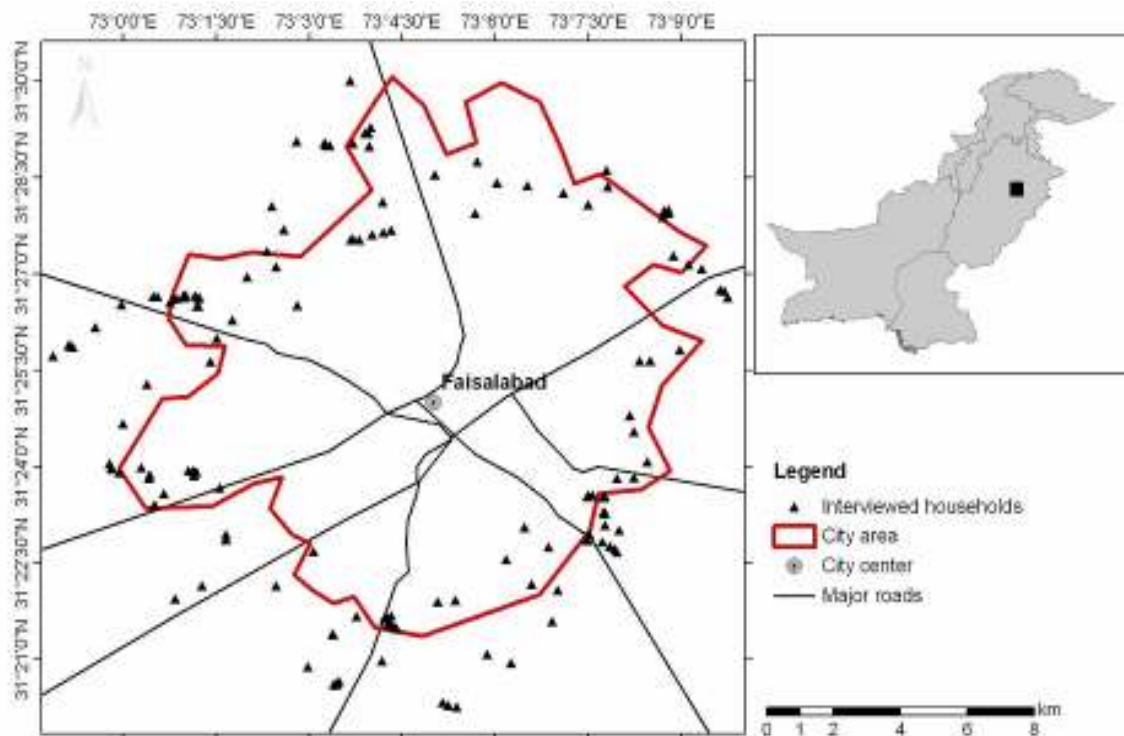 73°0'0"E 73°1'30"E 73°3'0"E 73°4'30"E 73°6'0"E 73°7'30"E 73°9'0"E
N
31°30'0"N
31°28'30"N
31°27'0"N
31°25'30"N
31°24'0"N
31°22'30"N
31°21'0"N
Faisalabad
Legend
Interviewed households
City area
City center
Major roads
km
0 1 2 4 6 8